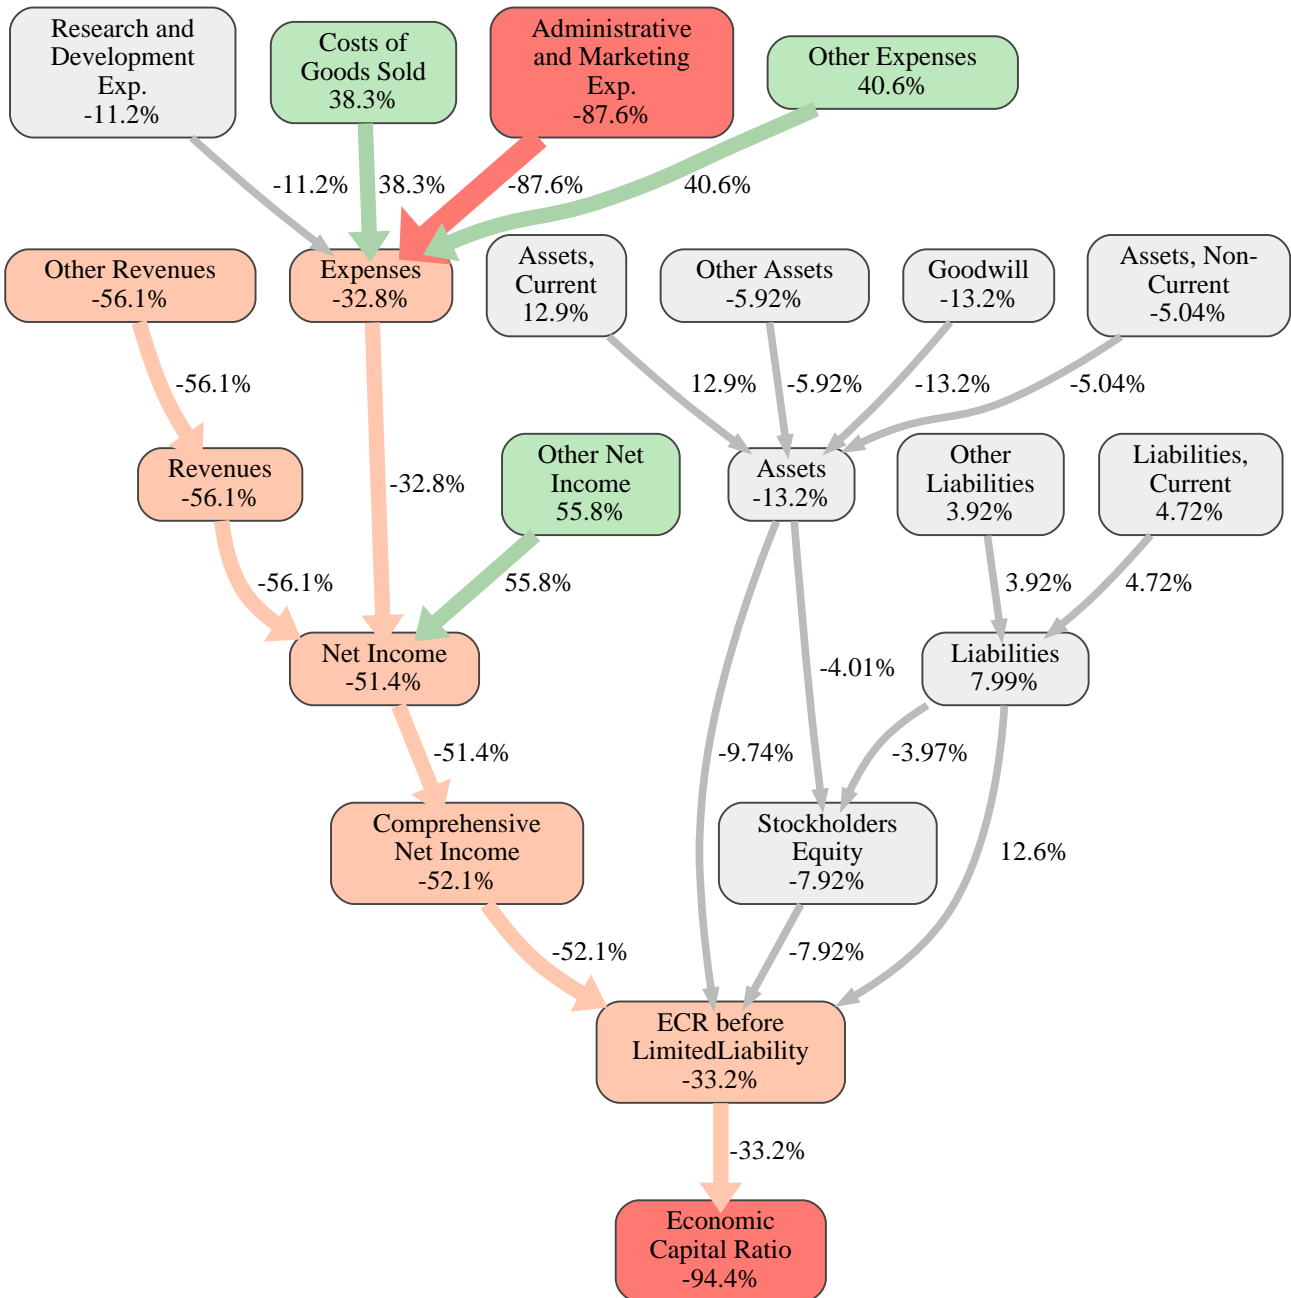 Research and
Development
Exp.
-11.2%
Costs of
Goods Sold
38.3%
Administrative
and Marketing
Exp.
-87.6%
Other Expenses
40.6%
-11.2%
38.3%
-87.6%
40.6%
Other Revenues
-56.1%
Expenses
-32.8%
Assets,
Current
12.9%
Other Assets
-5.92%
Goodwill
-13.2%
Assets, Non-
Current
-5.04%
-56.1%
12.9%
-5.92%
-13.2%
-5.04%
Revenues
-56.1%
-32.8%
Other Net
Income
55.8%
Assets
-13.2%
Other
Liabilities
3.92%
Liabilities,
Current
4.72%
-56.1%
55.8%
3.92%
4.72%
Net Income
-51.4%
-4.01%
Liabilities
7.99%
-51.4%
-9.74%
-3.97%
Comprehensive
Net Income
-52.1%
Stockholders
Equity
-7.92%
12.6%
-52.1%
-7.92%
ECR before
LimitedLiability
-33.2%
-33.2%
Economic
Capital Ratio
-94.4%